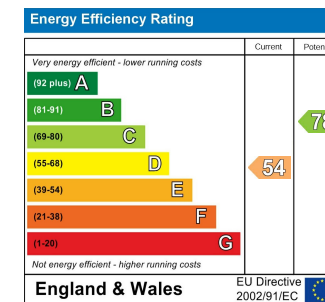 Energy Efficiency Rating
Current
Very energy efficient - lower running costs
(92 plus) A
(81-91) B
(69-80) C
(55-68) D
54
(39-54) E
(21-38) F
(1-20) G
Not energy efficient - higher running costs
England & Wales
EU Directive
2002/91/EC